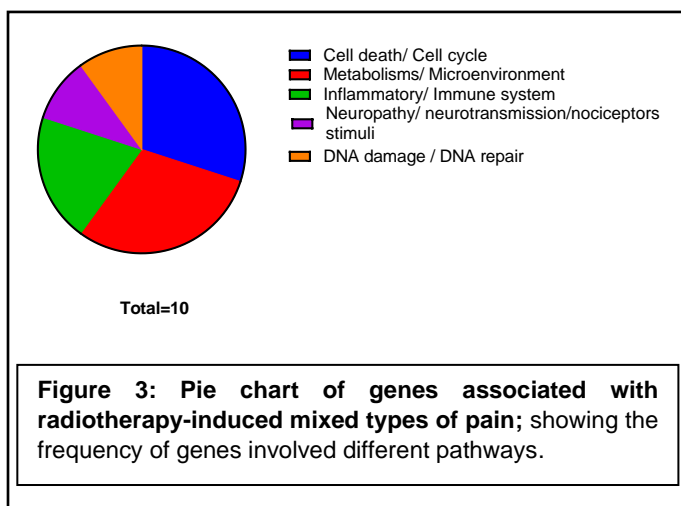 Cell death/ Cell cycle
Metabolisms/ Microenvironment
Inflammatory/ Immune system
Neuropathy/ neurotransmission/nociceptors
stimuli
DNA damage / DNA repair
Total=10
Figure 3: Pie chart of genes associated with
radiotherapy-induced mixed types of pain; showing the
frequency of genes involved different pathways.